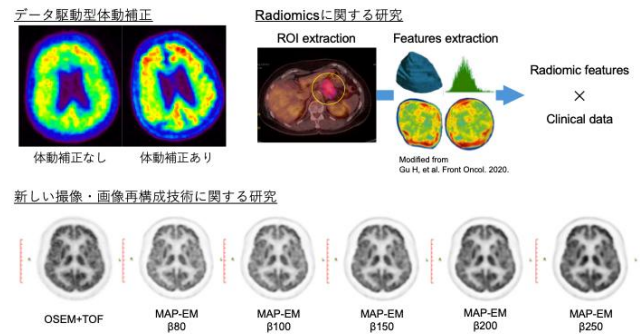 データ駆動型体動補正
体動補正なし
体動補正あり
Radiomicsに関する研究
ROI extraction
Features extraction
Radiomic features
×
Clinical data
Modified from
Gu H, et al. Front Oncol. 2020.
新しい撮像・画像再構成技術に関する研究
OSEM+TOF
MAP-EM
β80
MAP-EM
β100
MAP-EM
β150
MAP-EM
β200
MAP-EM
β250